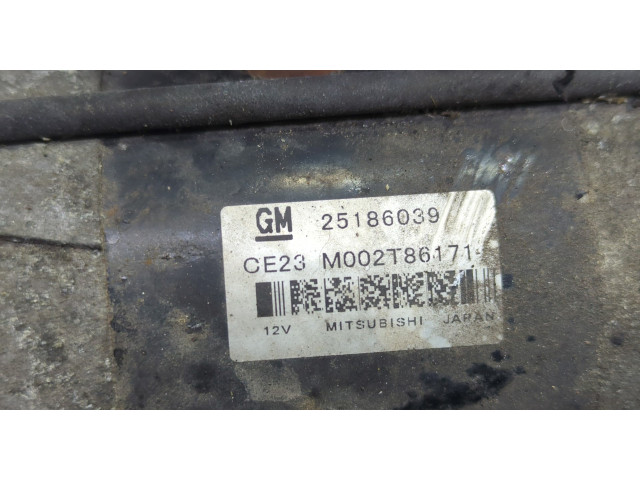 GM 25186039
CE23 M002T86171
12V MITSUBISHI JAPAN